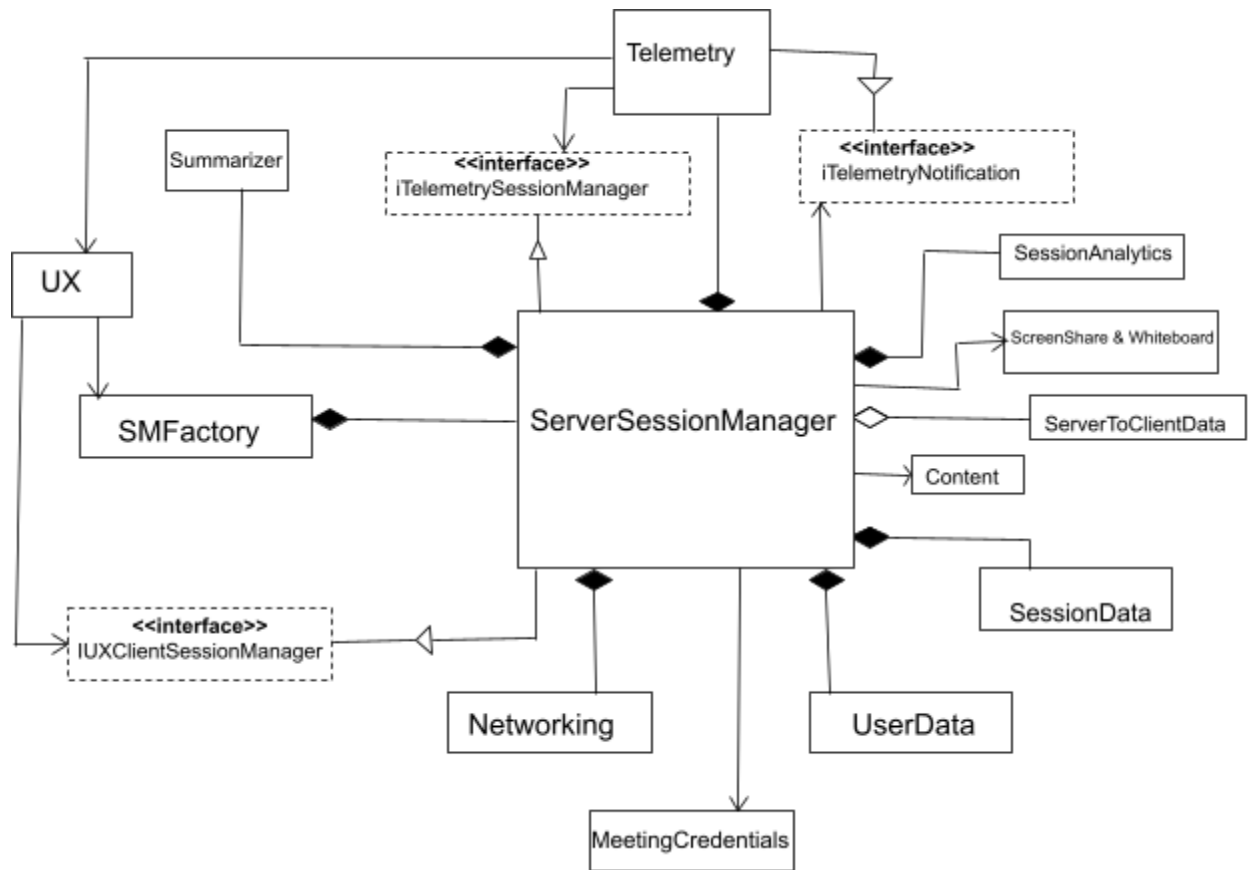 Telemetry
<<interface>>
iTelemetryNotification
Summarizer
<<interface>>
iTelemetrySessionManager
SessionAnalytics
UX
ScreenShare & Whiteboard
SMFactory
ServerSessionManager
ServerToClientData
Content
SessionData
<<interface>>
IUXClientSessionManager
Networking
UserData
MeetingCredentials